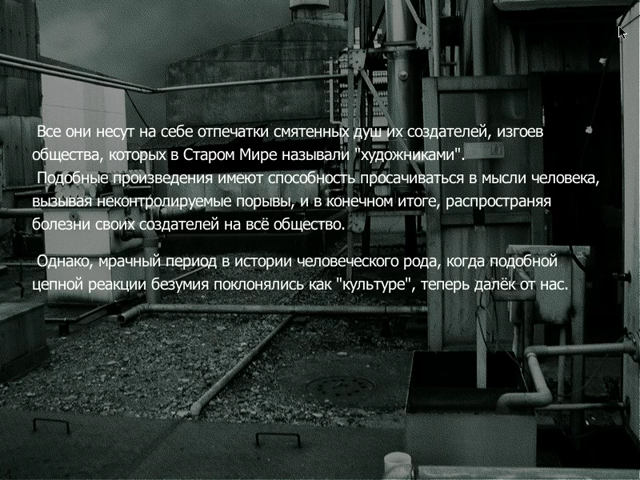 Все они несут на себе отпечатки смятенных душ их создателей, изгоев
общества, которых в Старом Мире называли "художниками".
Подобные произведения имеют способность просачиваться в мысли человека,
вызывая неконтролируемые порывы, и в конечном итоге, распространяя
болезни своих создателей на всё общество.
Однако, мрачный период в истории человеческого рода, когда подобной
цепной реакции безумия поклонялись как "культуре", теперь далёк от нас.